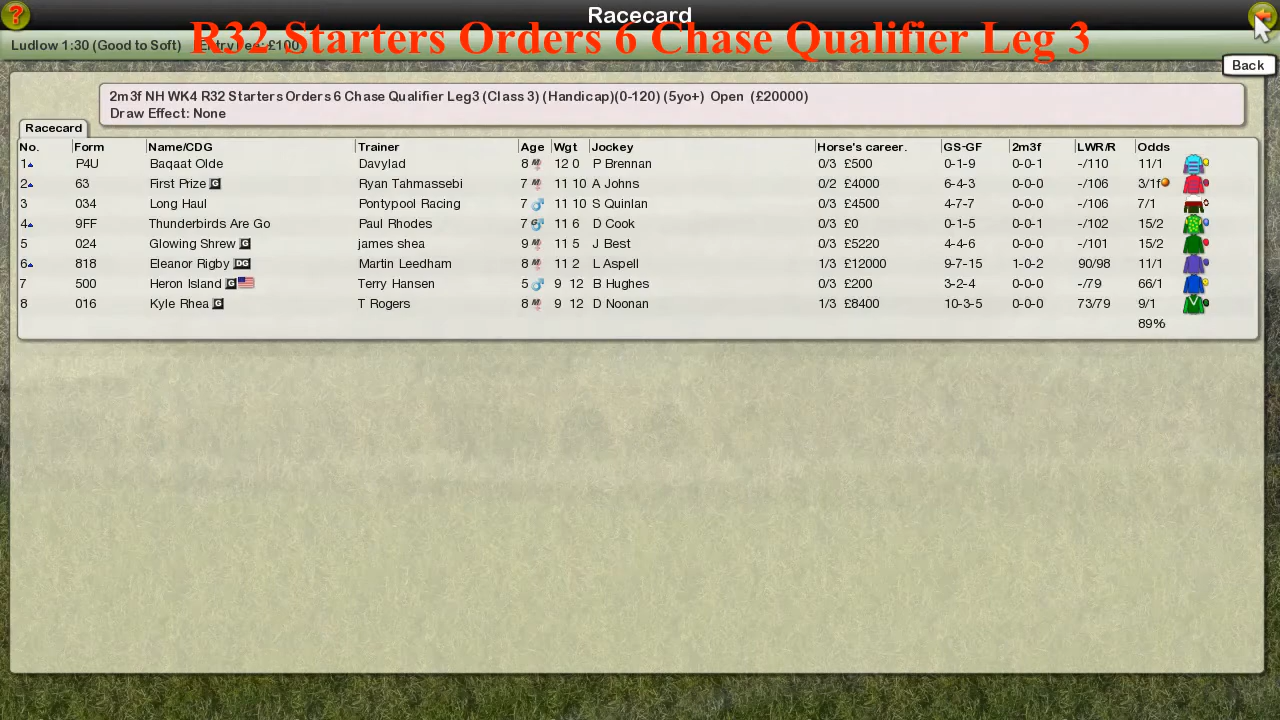 Racecard
R32 Starters Orders 6 Chase Qualifier Leg 3
Ludlow 1:30 (Good to Soft) Entry Fee: £100
Back
2m3f NH WK4 R32 Starters Orders 6 Chase Qualifier Leg3 (Class 3) (Handicap)(0-120) (5yo+) Open (£20000)
Draw Effect: None
Racecard
No. Form Name/CDG Trainer Age Wgt Jockey Horse's career. GS-GF 2m3f LWR/R Odds
1 P4U Baqaat Olde Davylad 8 12 0 P Brennan 0/3 £500 0-1-9 0-0-1 -/110 11/1
2 63 First Prize G Ryan Tahmassebi 7 11 10 A Johns 0/2 £4000 6-4-3 0-0-0 -/106 3/1f
3 034 Long Haul Pontypool Racing 7 11 10 S Quinlan 0/3 £4500 4-7-7 0-0-0 -/106 7/1
4 9FF Thunderbirds Are Go Paul Rhodes 7 11 6 D Cook 0/3 £0 0-1-5 0-0-1 -/102 15/2
5 024 Glowing Shrew G james shea 9 11 5 J Best 0/3 £5220 4-4-6 0-0-0 -/101 15/2
6 818 Eleanor Rigby DG Martin Leedham 8 11 2 L Aspell 1/3 £12000 9-7-15 1-0-2 90/98 11/1
7 500 Heron Island G Terry Hansen 5 9 12 B Hughes 0/3 £200 3-2-4 0-0-0 -/79 66/1
8 016 Kyle Rhea G T Rogers 8 9 12 D Noonan 1/3 £8400 10-3-5 0-0-0 73/79 9/1
89%